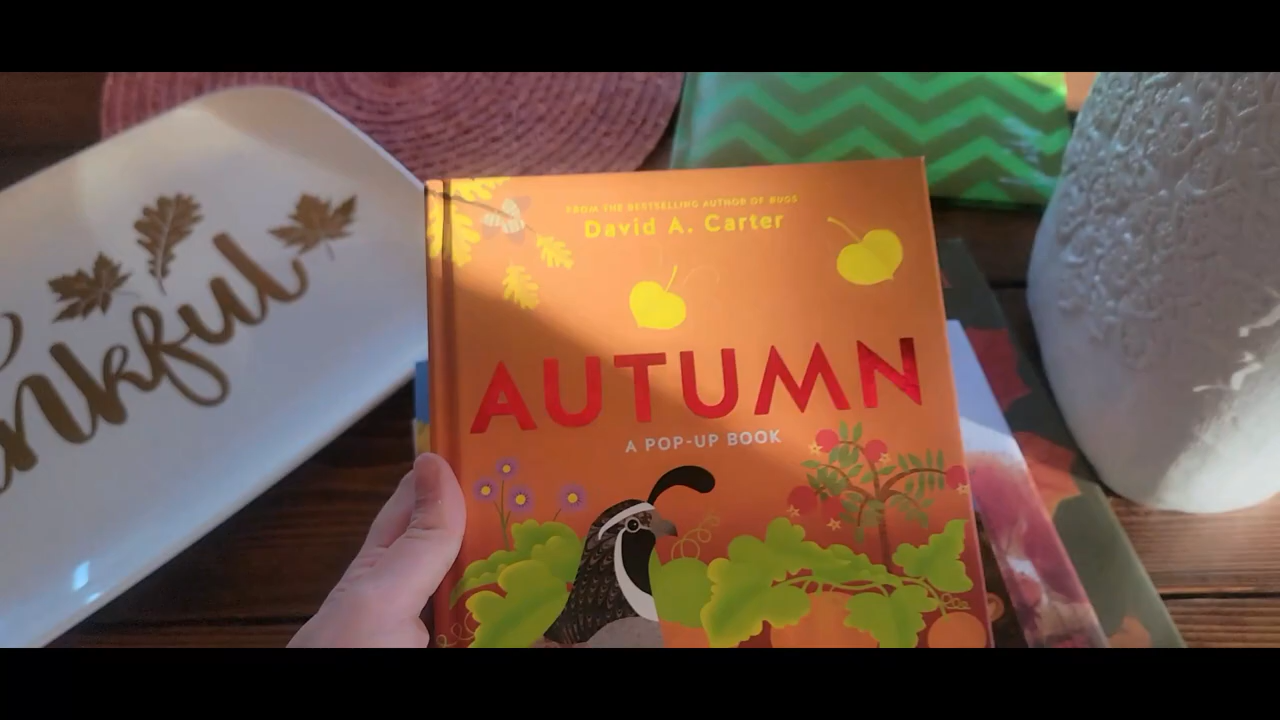 FROM THE BESTSELLING AUTHOR OF BUGS
David A. Carter
AUTUMN
A POP-UP BOOK
nkful